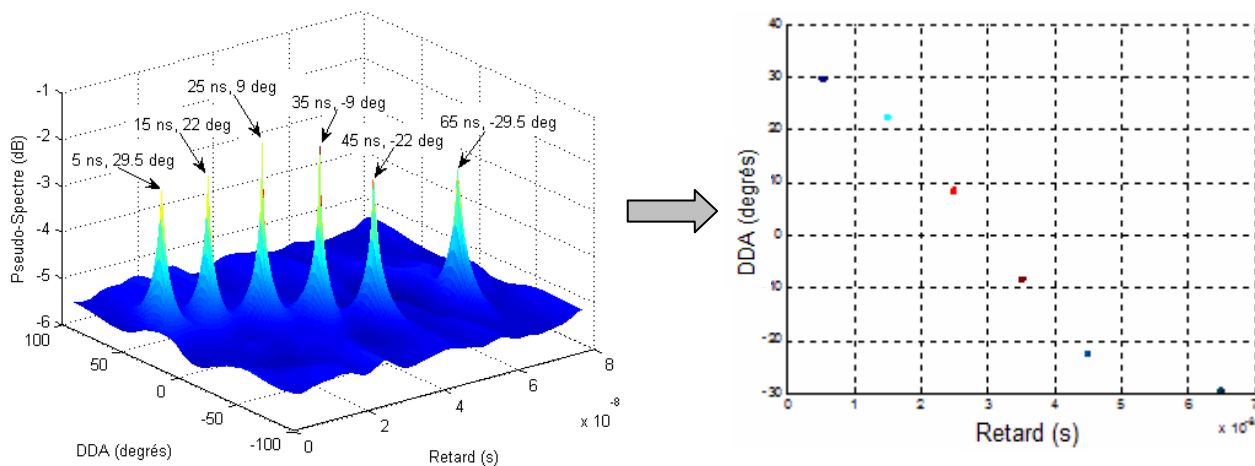 25 ns, 9 deg
35 ns, -9 deg
65 ns, -29.5 deg
15 ns, 22 deg
45 ns, -22 deg
5 ns, 29.5 deg
Pseudo-Spectre (dB)
-1
-2
-3
-4
-5
-6
100
50
0
-50
-100
DDA (degrés)
0
2
4
6
8
x 10^-8
Retard (s)
40
30
20
10
0
-10
-20
-30
DDA (degrés)
0
1
2
3
4
5
6
7
Retard (s)